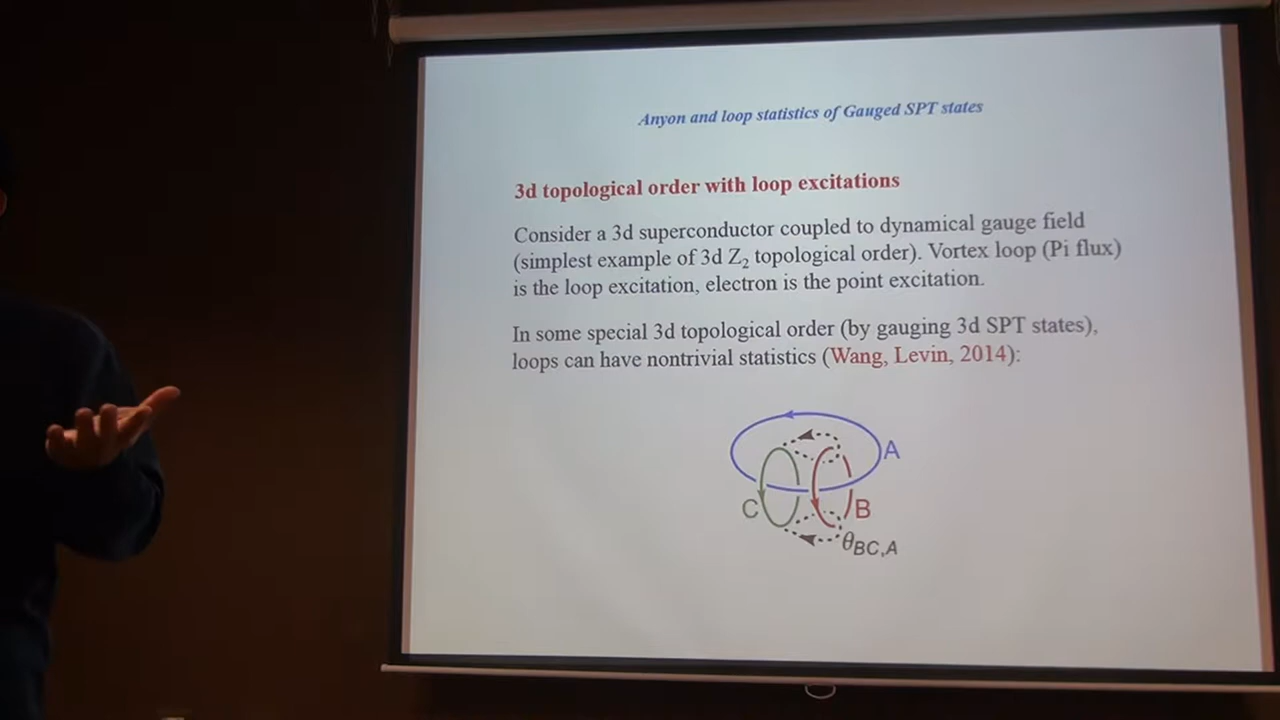 Anyon and loop statistics of Gauged SPT states
3d topological order with loop excitations
Consider a 3d superconductor coupled to dynamical gauge field
(simplest example of 3d Z₂ topological order). Vortex loop (Pi flux)
is the loop excitation, electron is the point excitation.
In some special 3d topological order (by gauging 3d SPT states),
loops can have nontrivial statistics (Wang, Levin, 2014):
A
C
B
θBC,A